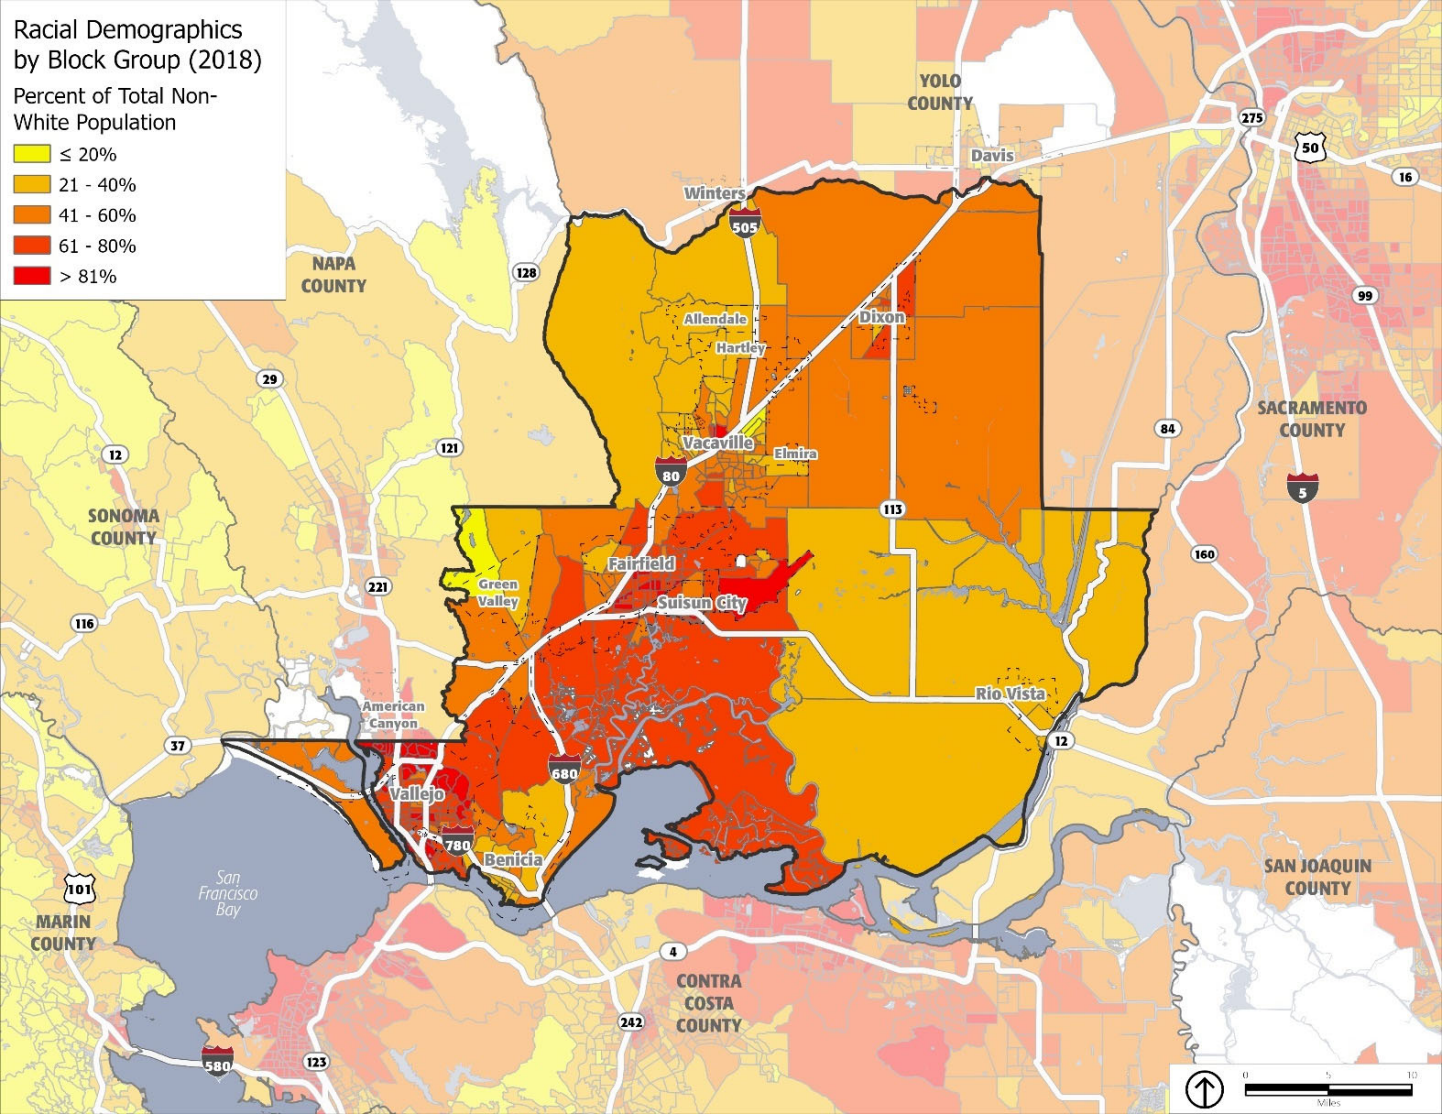 Racial Demographics
by Block Group (2018)
Percent of Total Non-
White Population
≤ 20%
21 - 40%
41 - 60%
61 - 80%
> 81%
YOLO
COUNTY
275
50
Davis
16
Winters
505
NAPA
COUNTY
128
99
Allendale
Dixon
Hartley
29
SACRAMENTO
COUNTY
84
12
121
Vacaville
Elmira
80
5
113
SONOMA
COUNTY
160
Fairfield
221
Green
Valley
Suisun City
116
Rio Vista
American
Canyon
37
12
680
Vallejo
780
Benicia
San
Francisco
Bay
101
SAN JOAQUIN
COUNTY
MARIN
COUNTY
4
CONTRA
COSTA
COUNTY
242
580
123
0 5 10
Miles